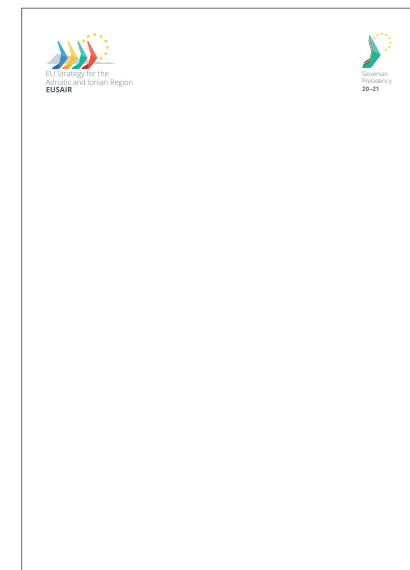 EU Strategy for the
Adriatic and Ionian Region
EUSAIR
Slovenian
Presidency
20–21